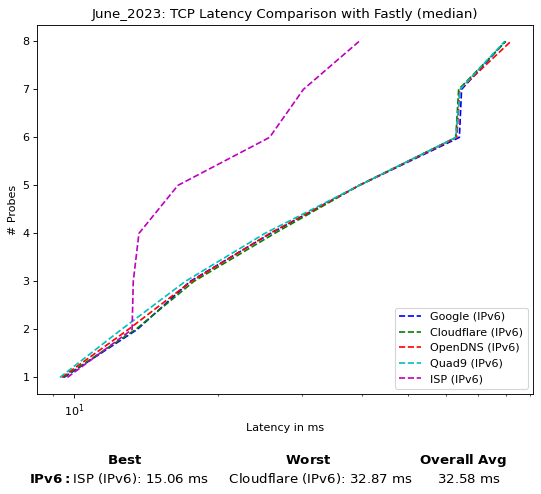 June_2023: TCP Latency Comparison with Fastly (median)
8
7
6
5
4
3
2
1
# Probes
Google (IPv6)
Cloudflare (IPv6)
OpenDNS (IPv6)
Quad9 (IPv6)
ISP (IPv6)
10^1
Latency in ms
Best Worst Overall Avg
IPv6: ISP (IPv6): 15.06 ms Cloudflare (IPv6): 32.87 ms 32.58 ms